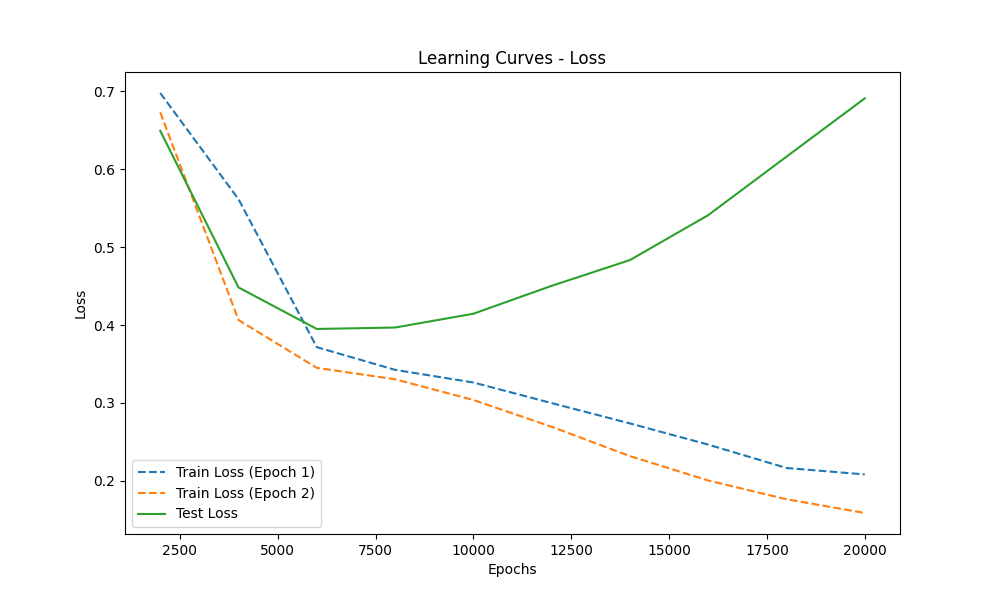 Learning Curves - Loss
0.7
0.6
0.5
0.4
0.3
0.2
Loss
Train Loss (Epoch 1)
Train Loss (Epoch 2)
Test Loss
2500 5000 7500 10000 12500 15000 17500 20000
Epochs